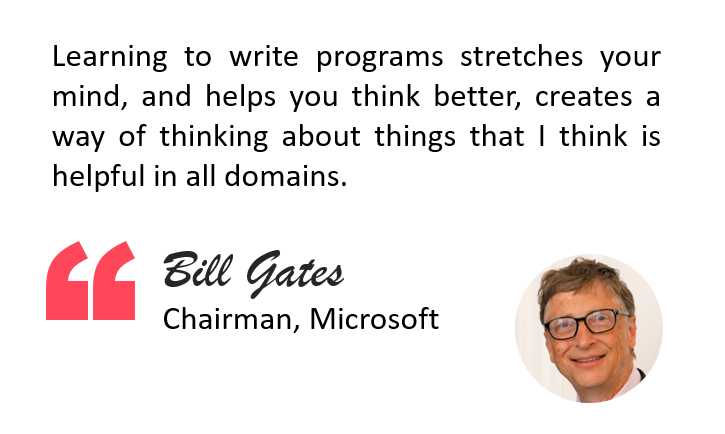 Learning to write programs stretches your
mind, and helps you think better, creates a
way of thinking about things that I think is
helpful in all domains.
Bill Gates
Chairman, Microsoft